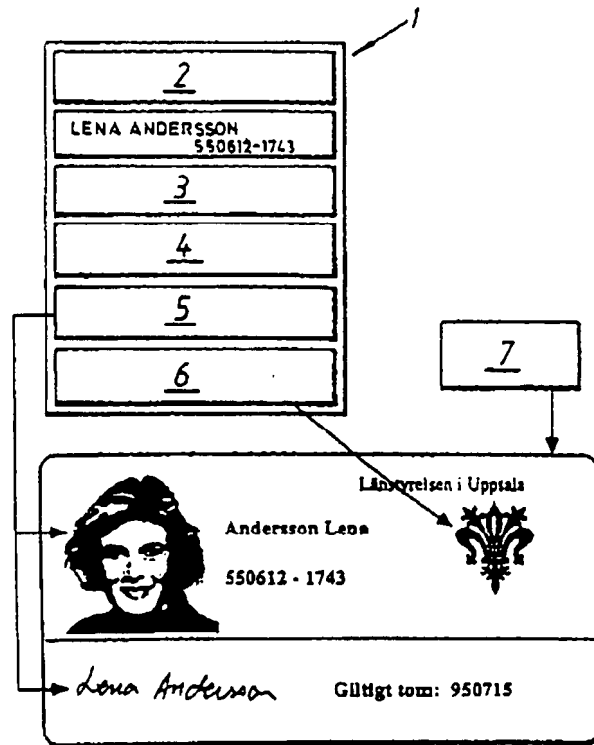 1
2
LENA ANDERSSON
550612-1743
3
4
5
6
7
Länstyrelsen i Uppsala
Andersson Lena
550612 - 1743
Lena Andersson
Giltigt tom: 950715